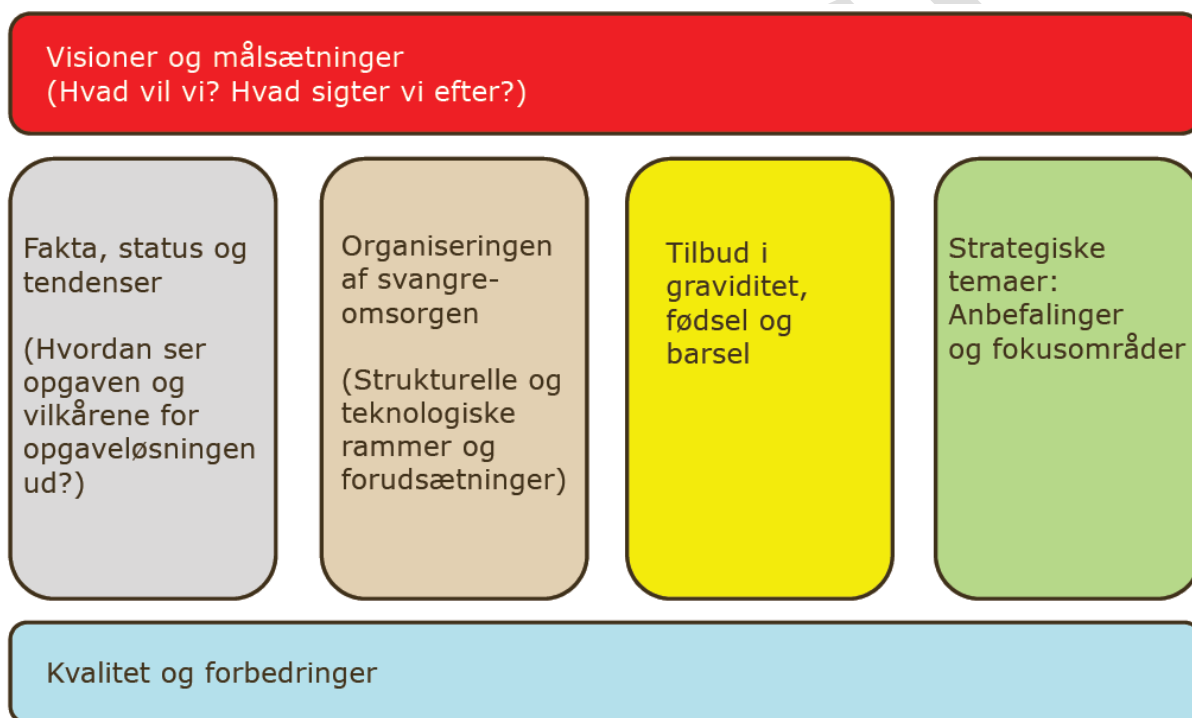 Visioner og målsætninger
(Hvad vil vi? Hvad sigter vi efter?)
Fakta, status og
tendenser
(Hvordan ser
opgaven og
vilkårene for
opgaveløsningen
ud?)
Organiseringen
af svangre-
omsorgen
(Strukturelle og
teknologiske
rammer og
forudsætninger)
Tilbud i
graviditet,
fødsel og
barsel
Strategiske
temaer:
Anbefalinger
og fokusområder
Kvalitet og forbedringer